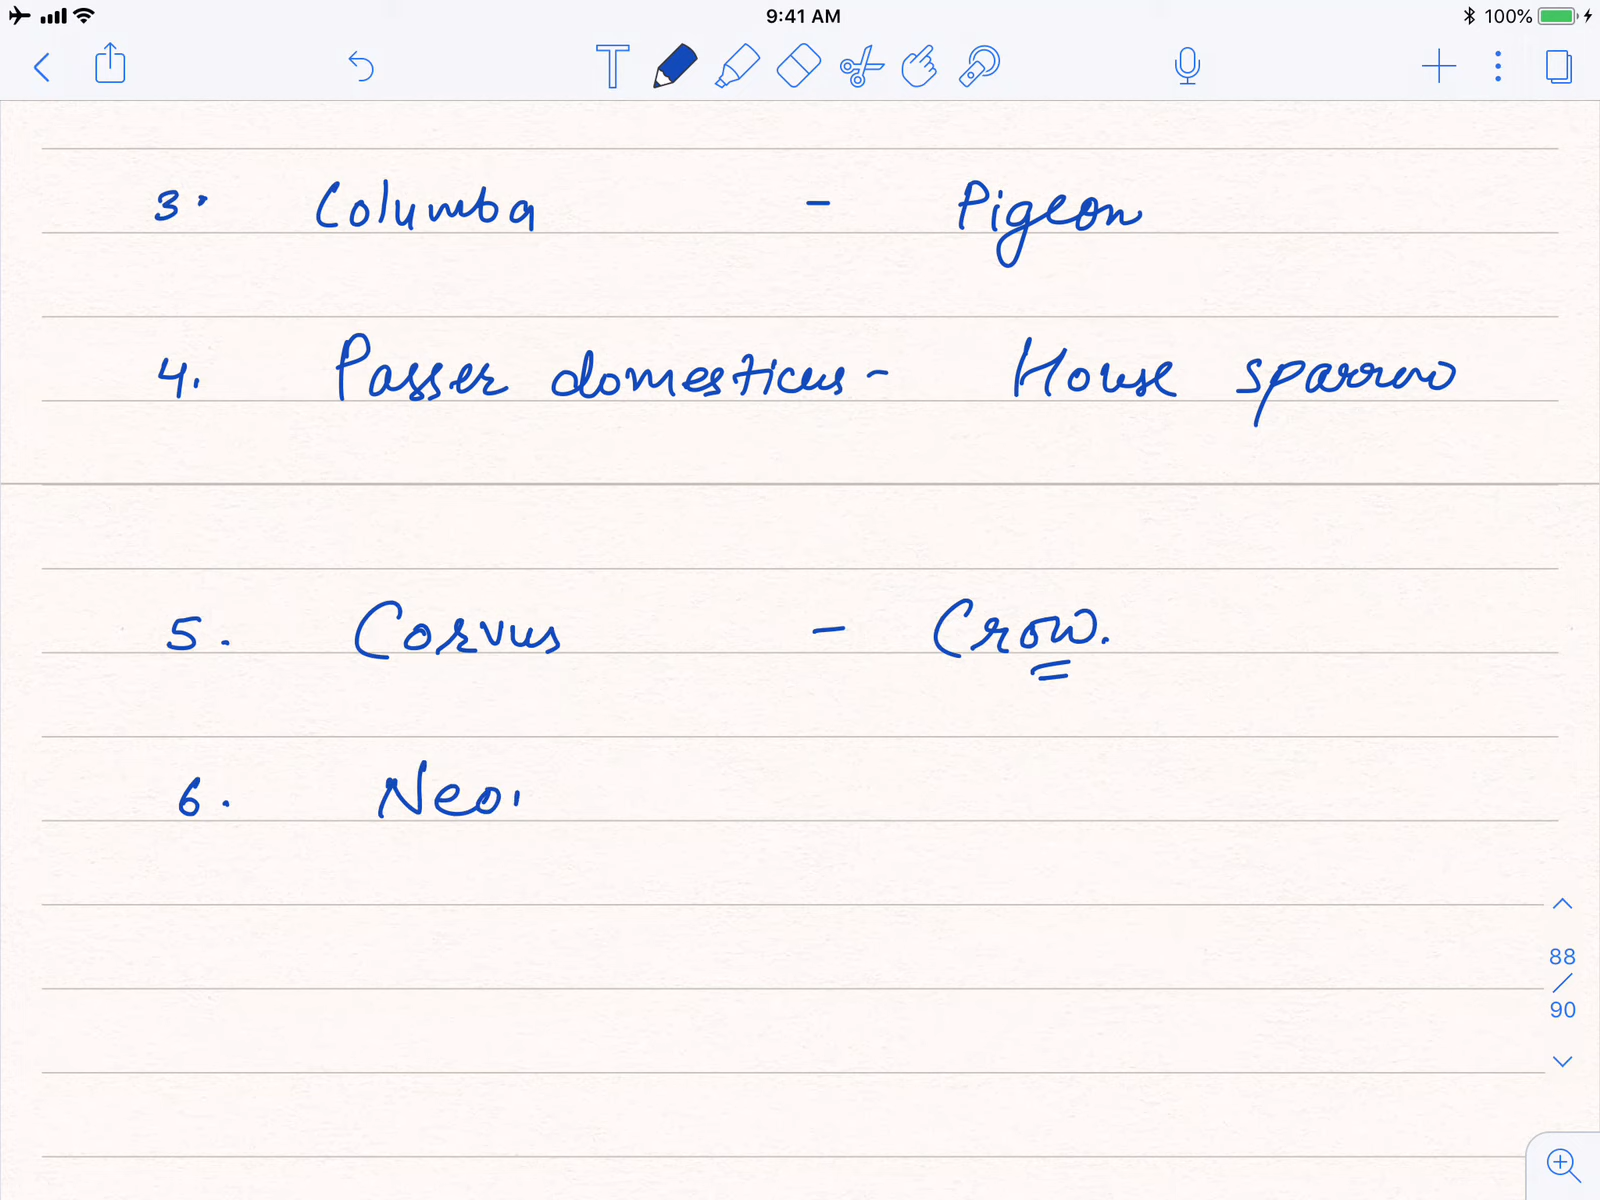 9:41 AM
100%
T
3. Columba - Pigeon
4. Passer domesticus - House sparrow
5. Corvus - Crow.
6. Neo
88
/
90